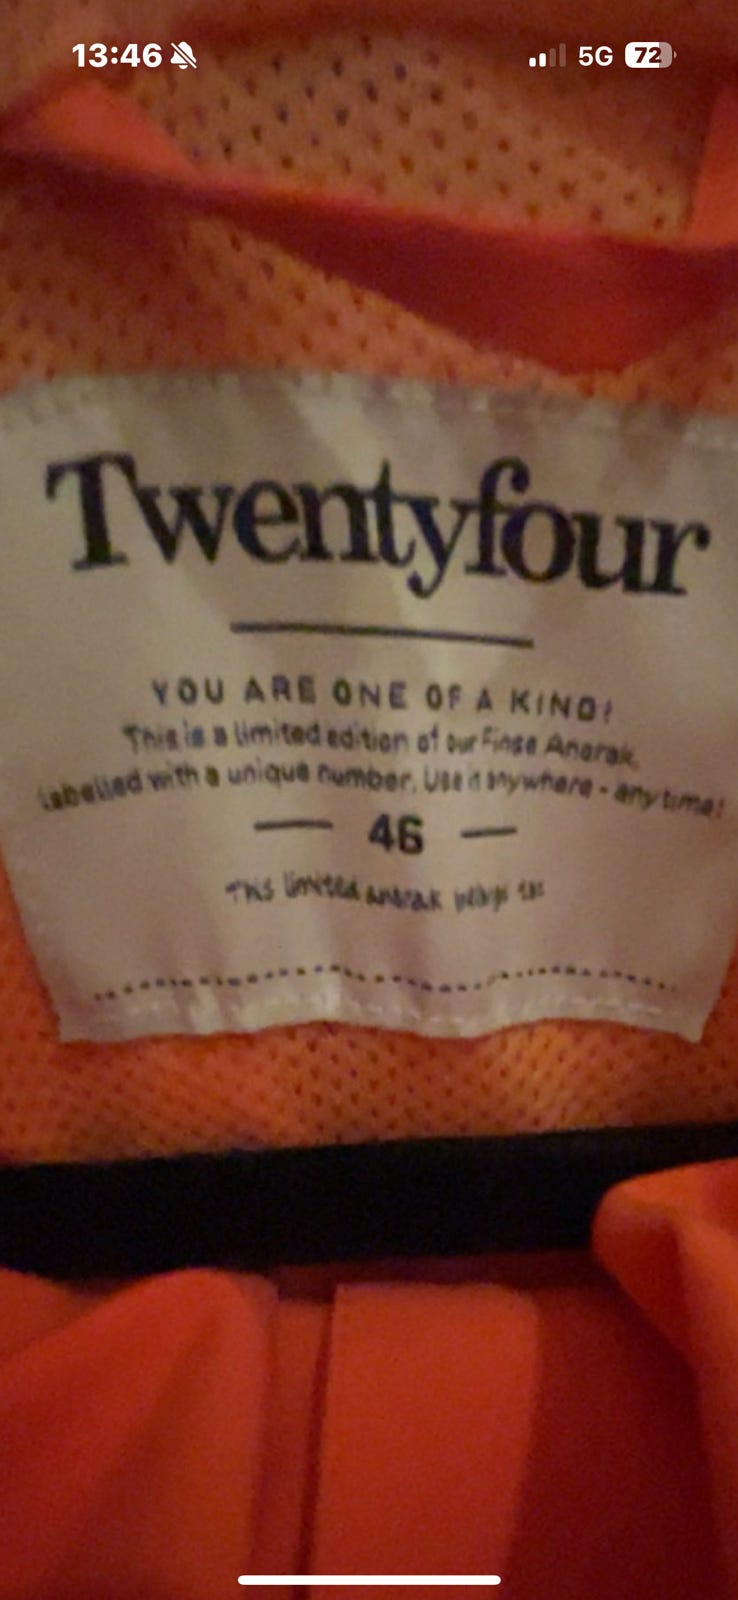 13:46 5G 72
Twentyfour
YOU ARE ONE OF A KIND!
This is a limited edition of our Finse Anorak,
labelled with a unique number. Use it anywhere - anytime!
— 46 —
This limited anorak